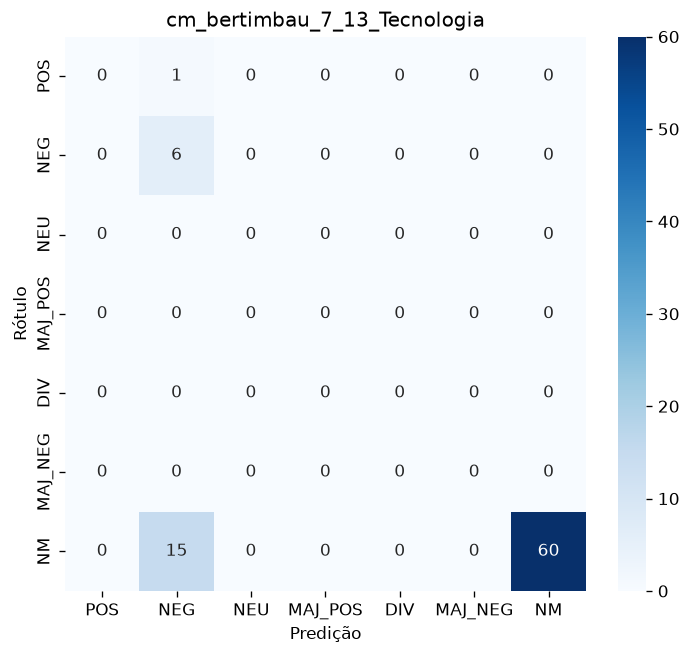 cm_bertimbau_7_13_Tecnologia
POS 0 1 0 0 0 0 0
NEG 0 6 0 0 0 0 0
NEU 0 0 0 0 0 0 0
MAJ_POS 0 0 0 0 0 0 0
DIV 0 0 0 0 0 0 0
MAJ_NEG 0 0 0 0 0 0 0
NM 0 15 0 0 0 0 60
POS NEG NEU MAJ_POS DIV MAJ_NEG NM
Predição
Rótulo
60
50
40
30
20
10
0